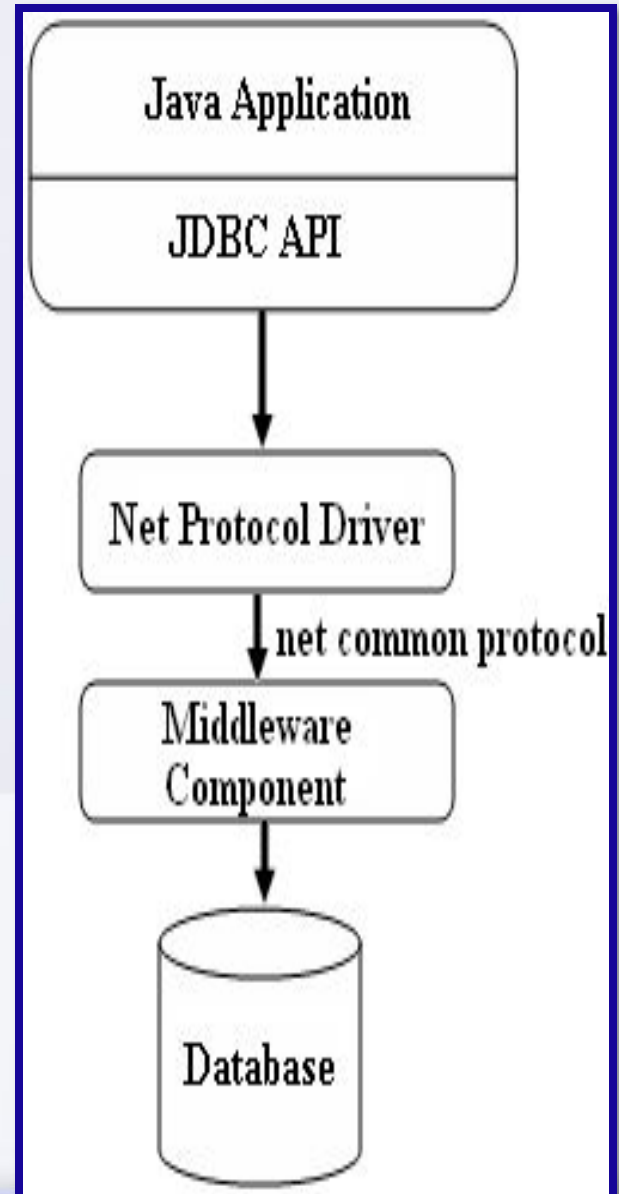 Java Application
JDBC API
Net Protocol Driver
net common protocol
Middleware
Component
Database